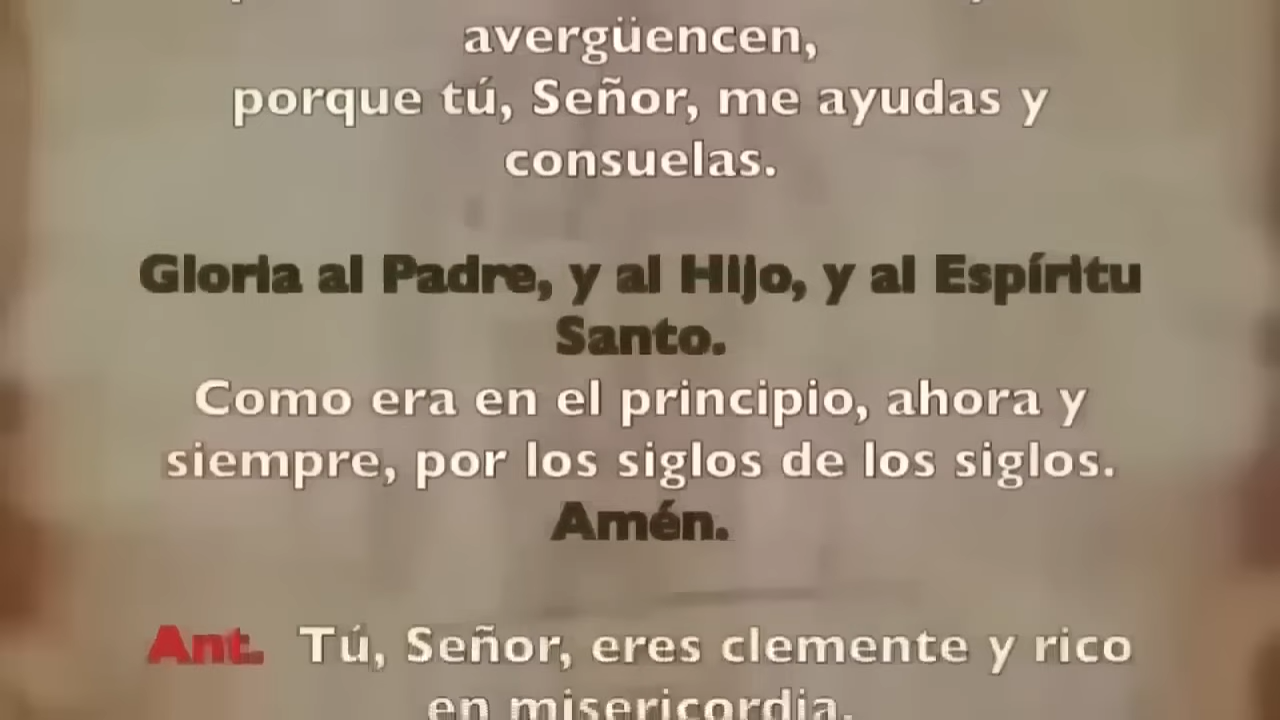 avergüencen,
porque tú, Señor, me ayudas y
consuelas.
Gloria al Padre, y al Hijo, y al Espíritu
Santo.
Como era en el principio, ahora y
siempre, por los siglos de los siglos.
Amén.
Ant. Tú, Señor, eres clemente y rico
en misericordia.